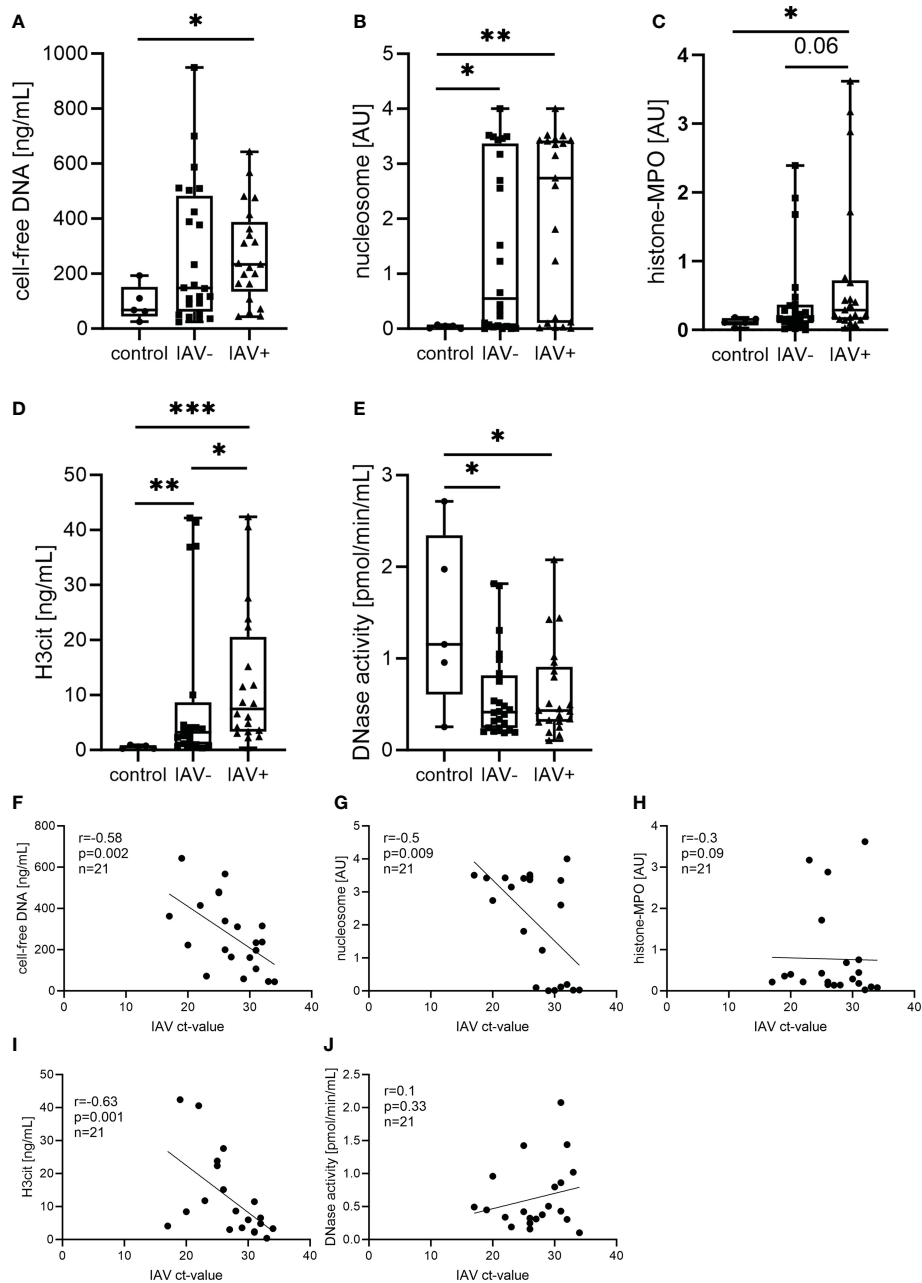 A
*
cell-free DNA [ng/mL]
1000
800
600
400
200
0
control IAV- IAV+
B
**
*
nucleosome [AU]
5
4
3
2
1
0
control IAV- IAV+
C
*
0.06
histone-MPO [AU]
4
3
2
1
0
control IAV- IAV+
D
***
*
**
H3cit [ng/mL]
50
40
30
20
10
0
control IAV- IAV+
E
*
*
DNase activity [pmol/min/mL]
3
2
1
0
control IAV- IAV+
F
r=-0.58
p=0.002
n=21
cell-free DNA [ng/mL]
800
600
400
200
0
0 10 20 30 40
IAV ct-value
G
r=-0.5
p=0.009
n=21
nucleosome [AU]
5
4
3
2
1
0
0 10 20 30 40
IAV ct-value
H
r=-0.3
p=0.09
n=21
histone-MPO [AU]
4
3
2
1
0
0 10 20 30 40
IAV ct-value
I
r=-0.63
p=0.001
n=21
H3cit [ng/mL]
50
40
30
20
10
0
0 10 20 30 40
IAV ct-value
J
r=0.1
p=0.33
n=21
DNase activity [pmol/min/mL]
2.5
2.0
1.5
1.0
0.5
0.0
0 10 20 30 40
IAV ct-value